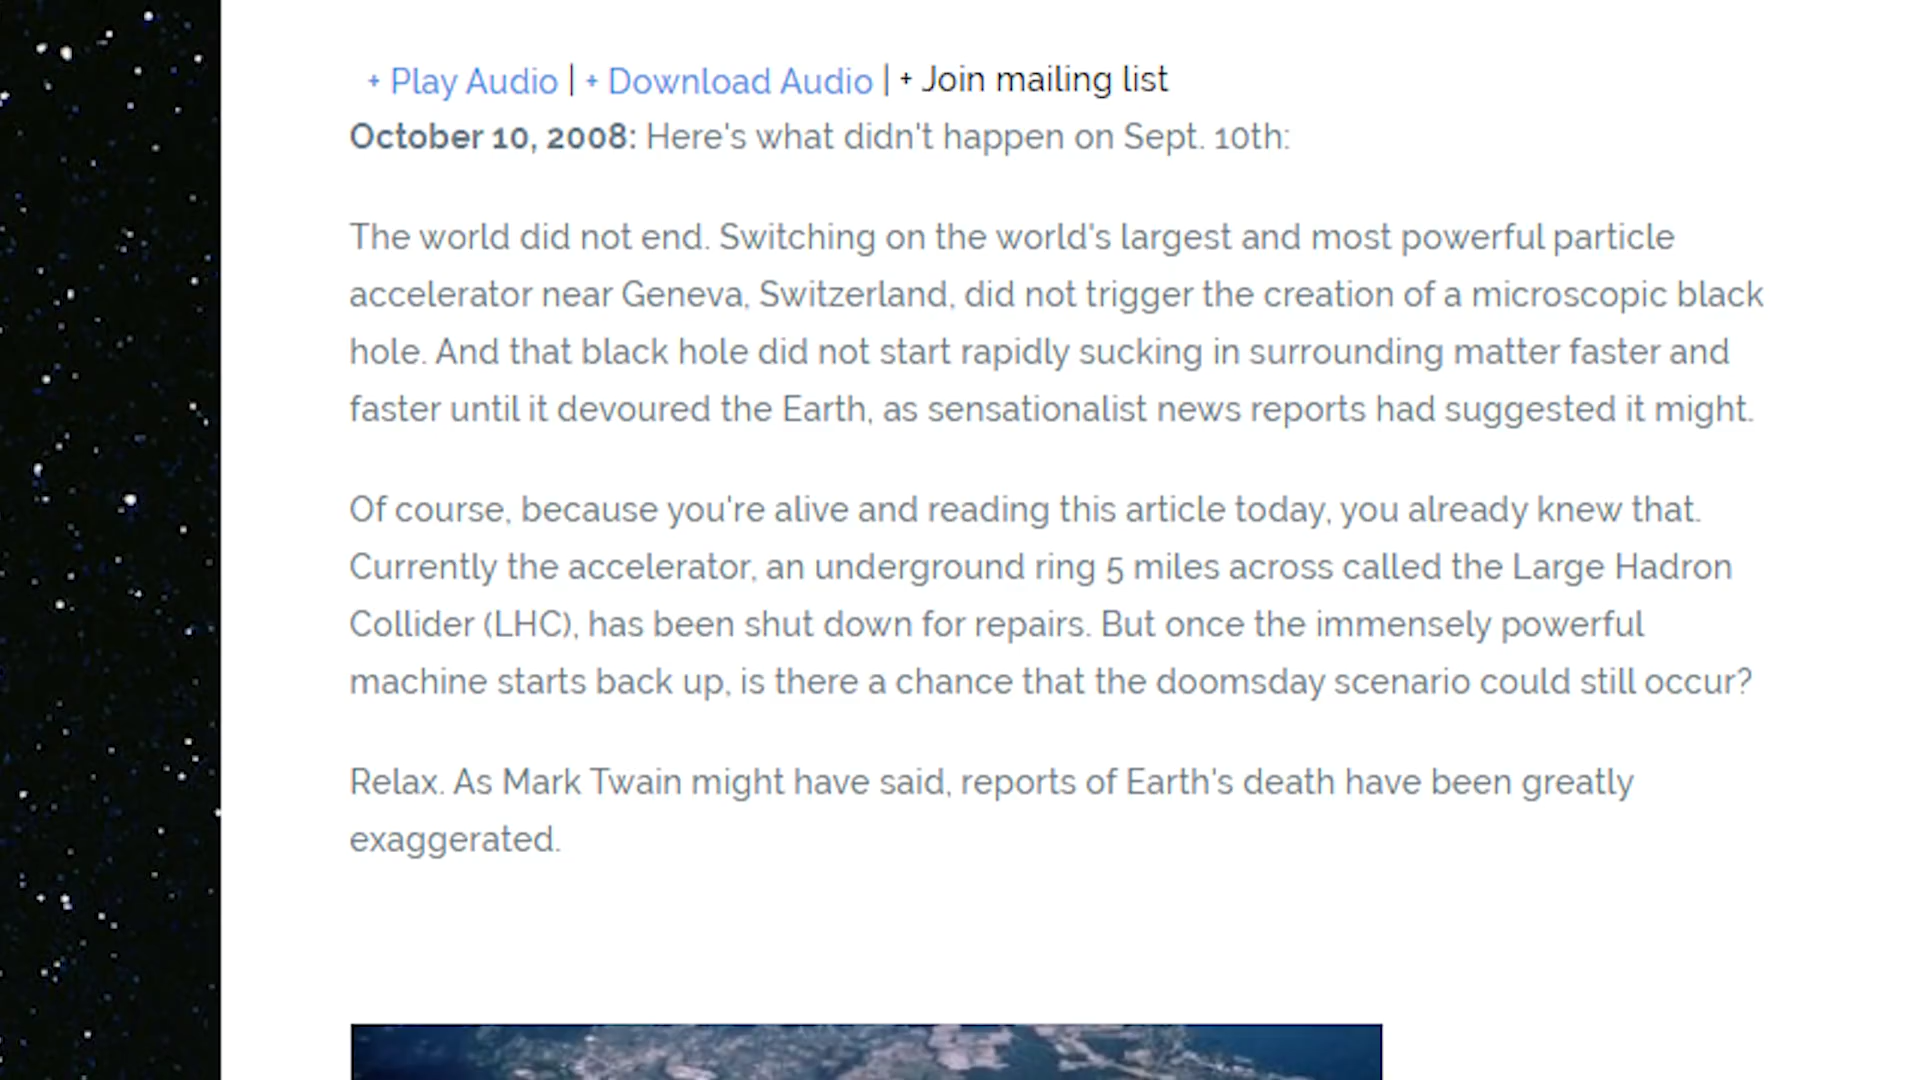 + Play Audio | + Download Audio | + Join mailing list
October 10, 2008: Here's what didn't happen on Sept. 10th:
The world did not end. Switching on the world's largest and most powerful particle
accelerator near Geneva, Switzerland, did not trigger the creation of a microscopic black
hole. And that black hole did not start rapidly sucking in surrounding matter faster and
faster until it devoured the Earth, as sensationalist news reports had suggested it might.
Of course, because you're alive and reading this article today, you already knew that.
Currently the accelerator, an underground ring 5 miles across called the Large Hadron
Collider (LHC), has been shut down for repairs. But once the immensely powerful
machine starts back up, is there a chance that the doomsday scenario could still occur?
Relax. As Mark Twain might have said, reports of Earth's death have been greatly
exaggerated.